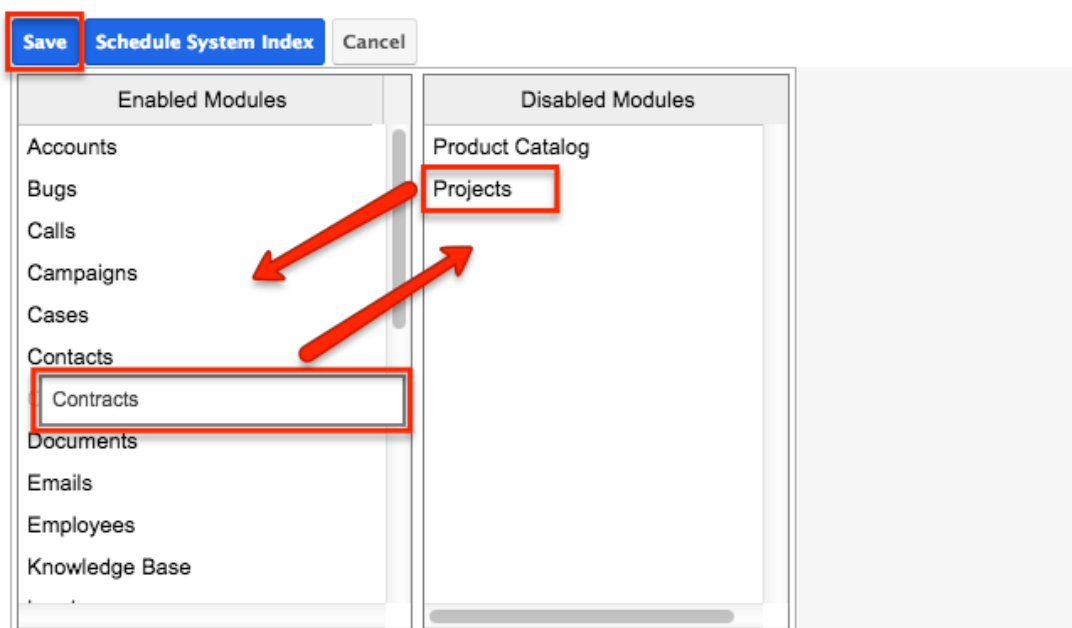 Save Schedule System Index Cancel
Enabled Modules Disabled Modules
Accounts Product Catalog
Bugs Projects
Calls
Campaigns
Cases
Contacts
Contracts
Documents
Emails
Employees
Knowledge Base